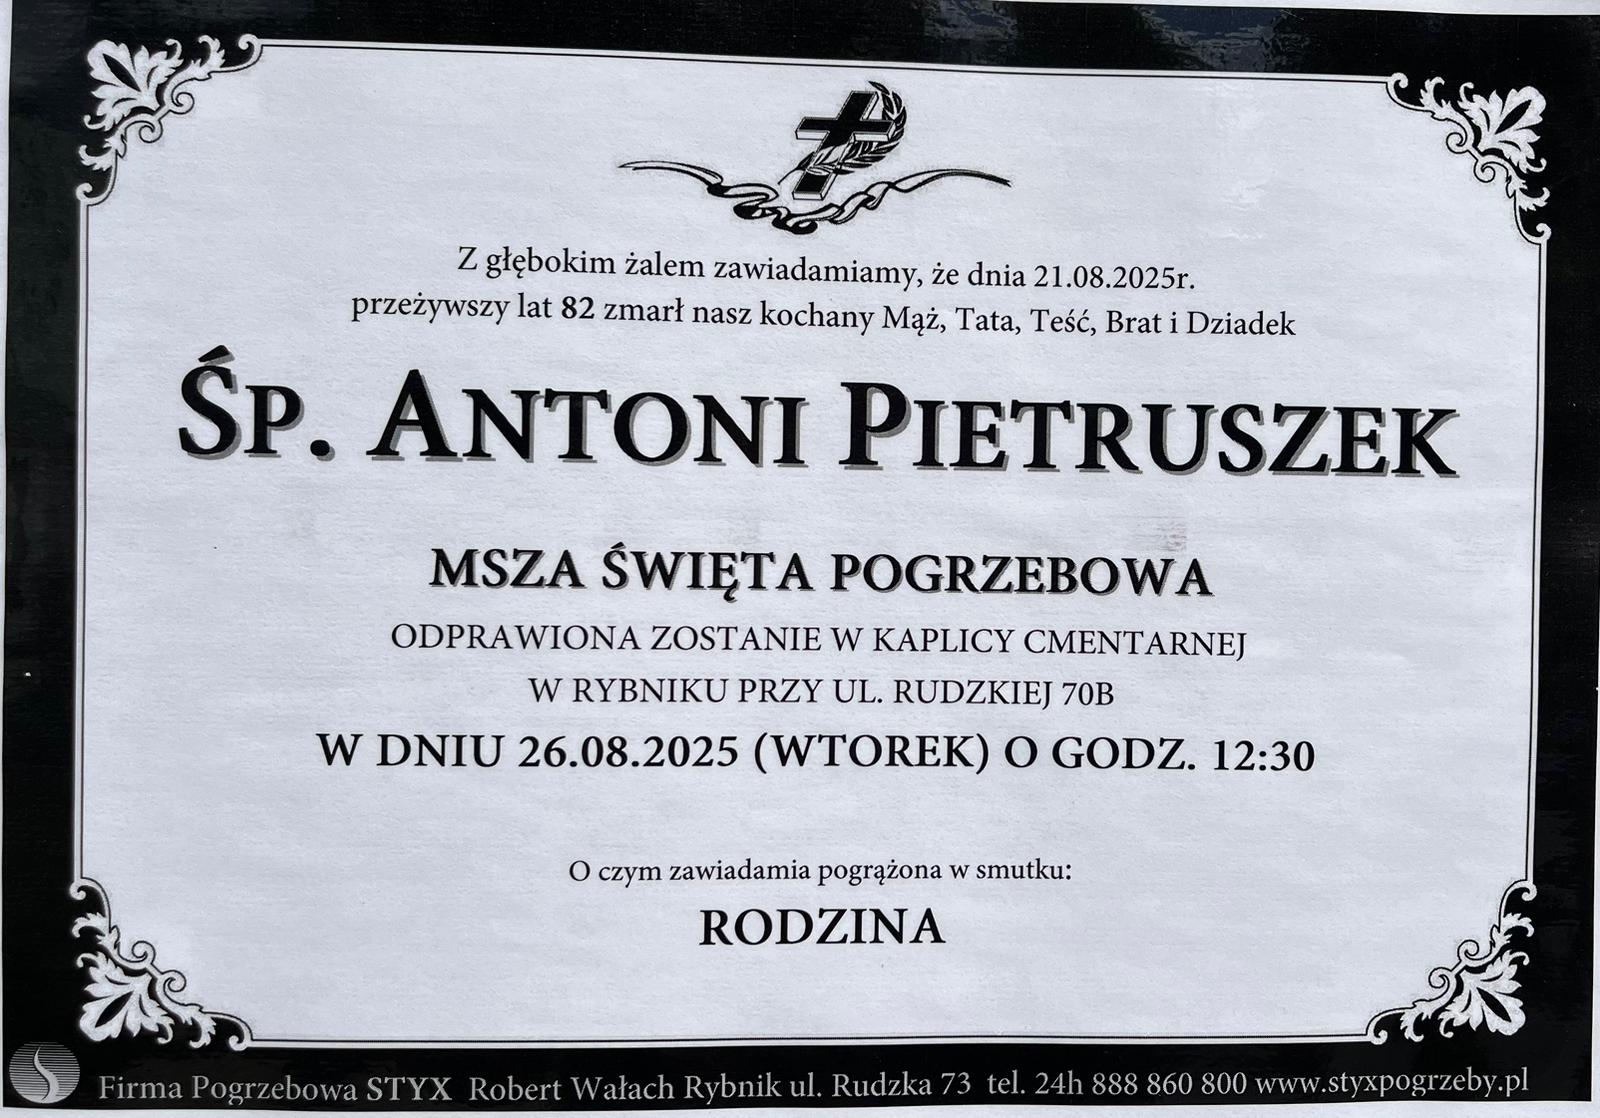 Z głębokim żalem zawiadamiamy, że dnia 21.08.2025r.
przeżywszy lat 82 zmarł nasz kochany Mąż, Tata, Teść, Brat i Dziadek
ŚP. ANTONI PIETRUSZEK
MSZA ŚWIĘTA POGRZEBOWA
ODPRAWIONA ZOSTANIE W KAPLICY CMENTARNEJ
W RYBNIKU PRZY UL. RUDZKIEJ 70B
W DNIU 26.08.2025 (WTOREK) O GODZ. 12:30
O czym zawiadamia pogrążona w smutku:
RODZINA
Firma Pogrzebowa STYX Robert Wałach Rybnik ul. Rudzka 73 tel. 24h 888 860 800 www.styxpogrzeby.pl